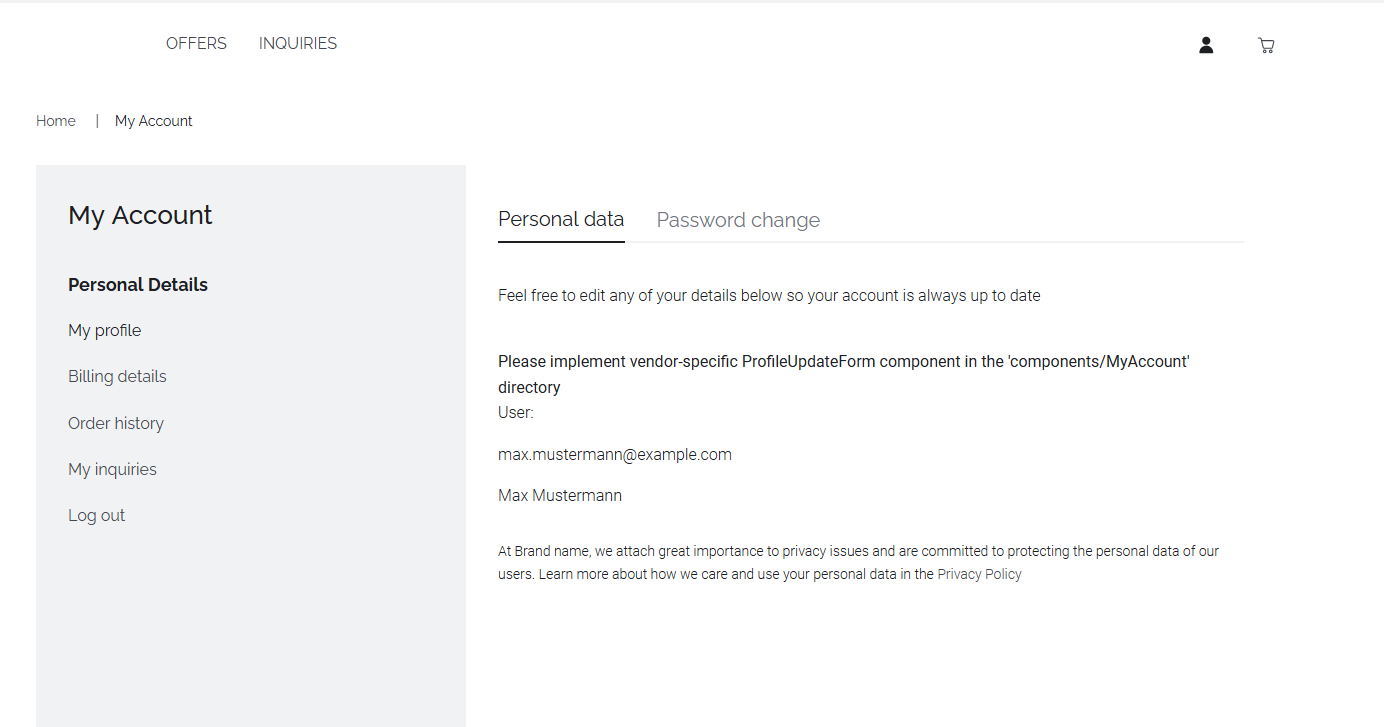 OFFERS INQUIRIES
Home | My Account
My Account
Personal Details
My profile
Billing details
Order history
My inquiries
Log out
Personal data Password change
Feel free to edit any of your details below so your account is always up to date
Please implement vendor-specific ProfileUpdateForm component in the 'components/MyAccount'
directory
User:
max.mustermann@example.com
Max Mustermann
At Brand name, we attach great importance to privacy issues and are committed to protecting the personal data of our
users. Learn more about how we care and use your personal data in the Privacy Policy